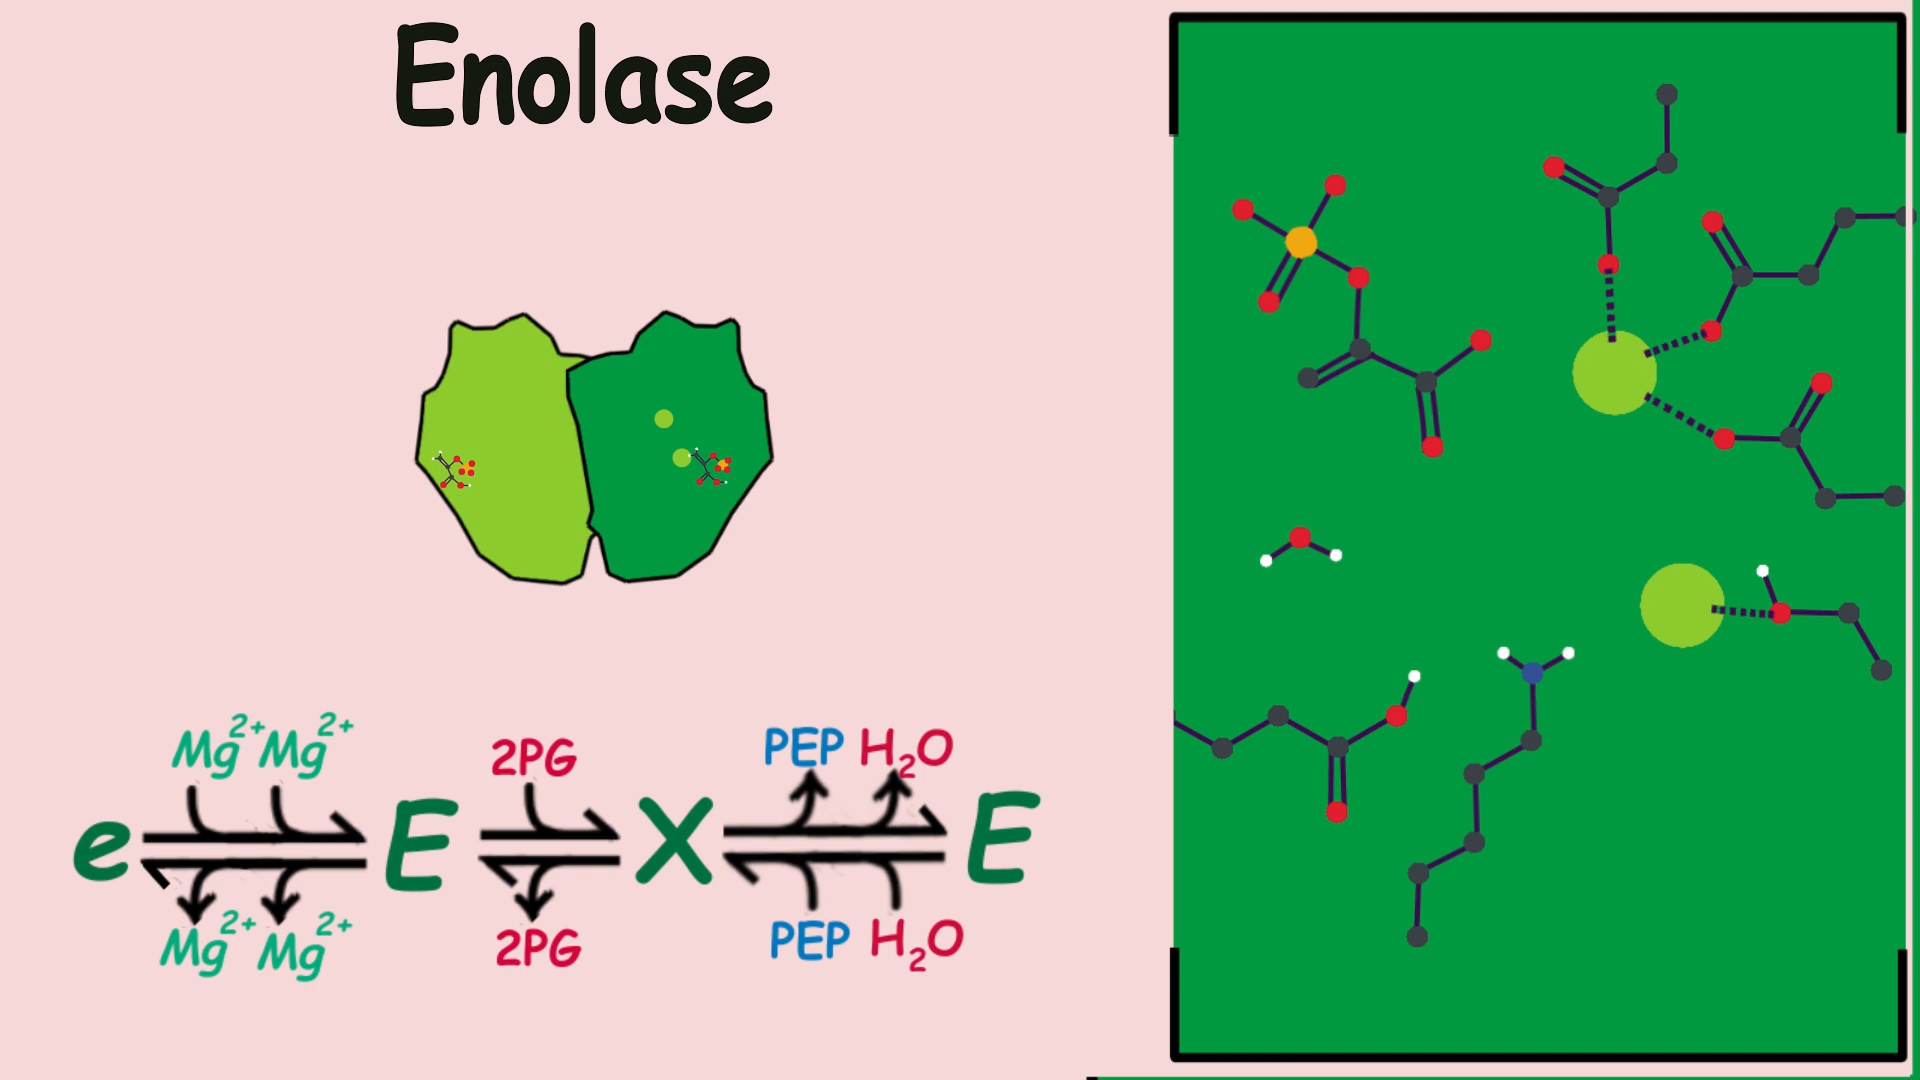 Enolase
Mg²⁺ Mg²⁺ 2PG PEP H₂O
e E X E
Mg²⁺ Mg²⁺ 2PG PEP H₂O